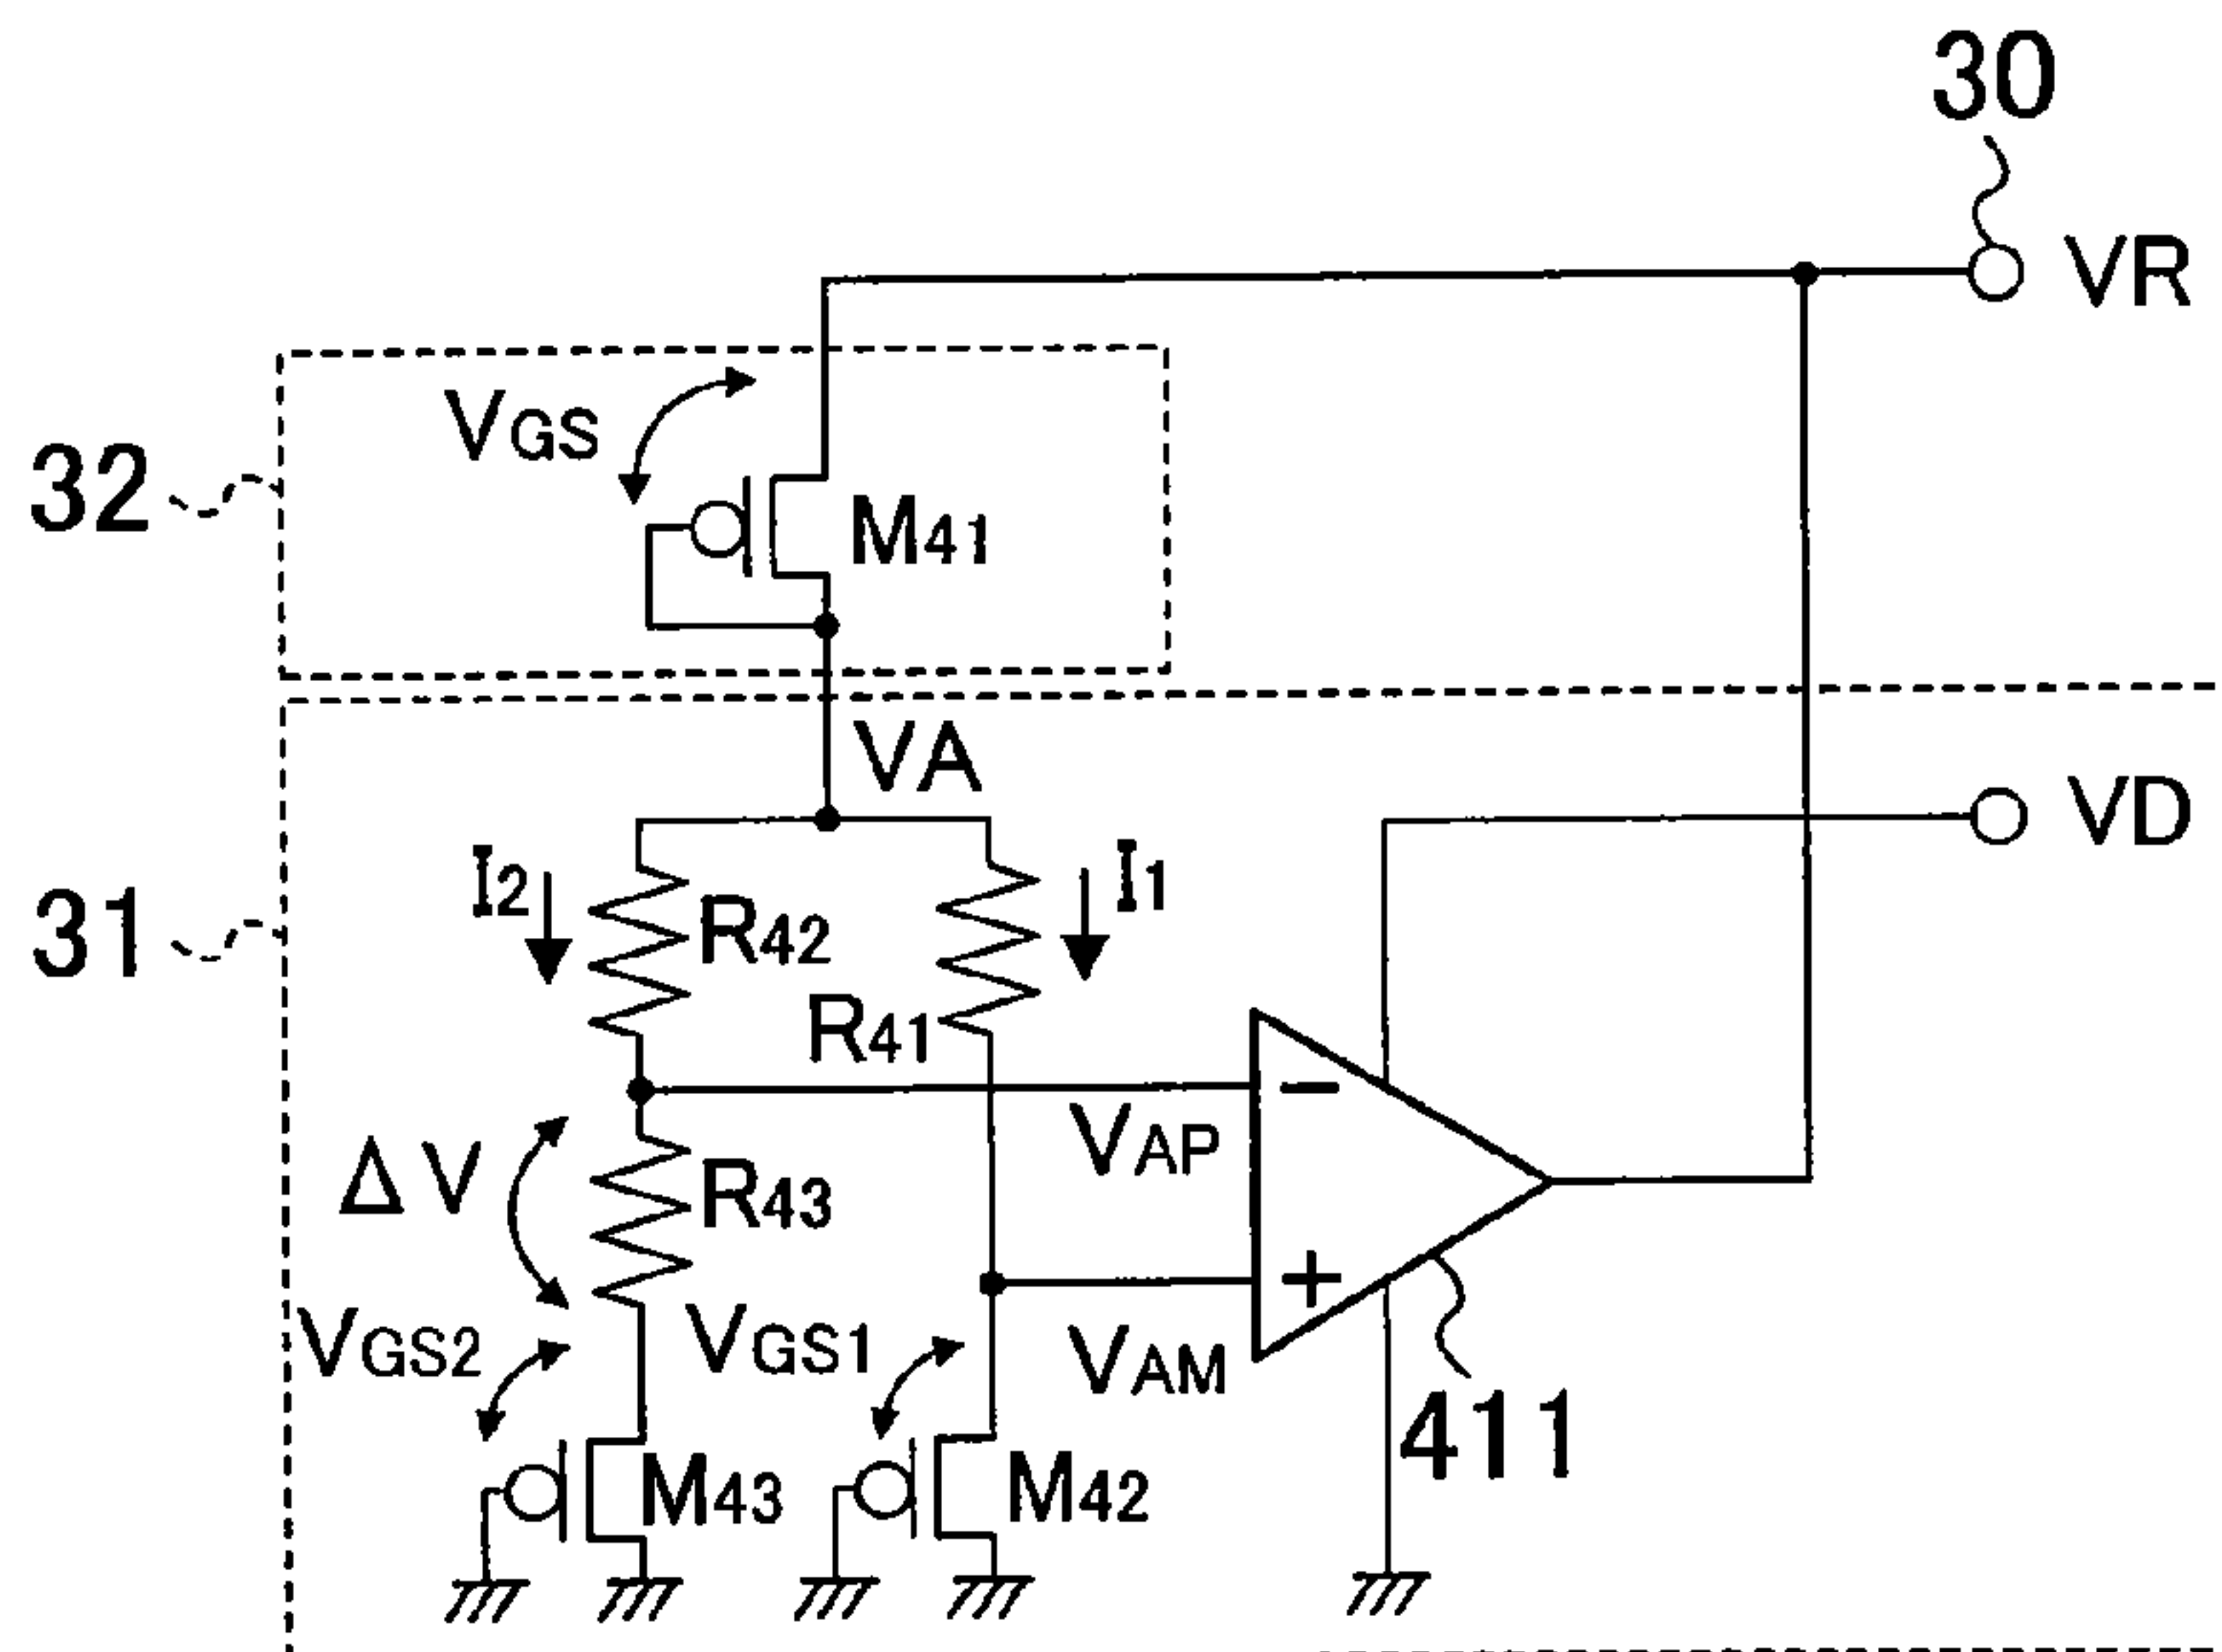 30
VR
VGS
32
M41
VA
VD
I2
I1
R42
31
R41
−
VAP
ΔV
R43
+
VGS2
VGS1
VAM
411
M43
M42